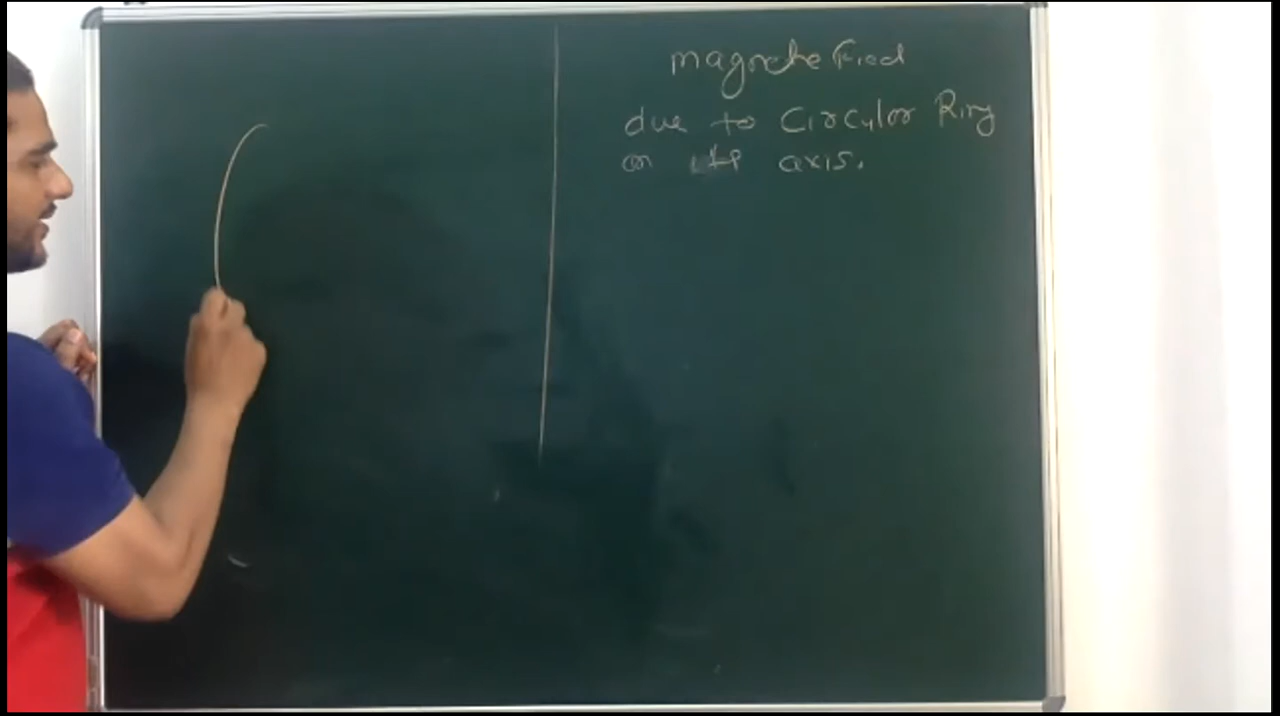 magnetic Field
due to Circular Ring
on its axis.